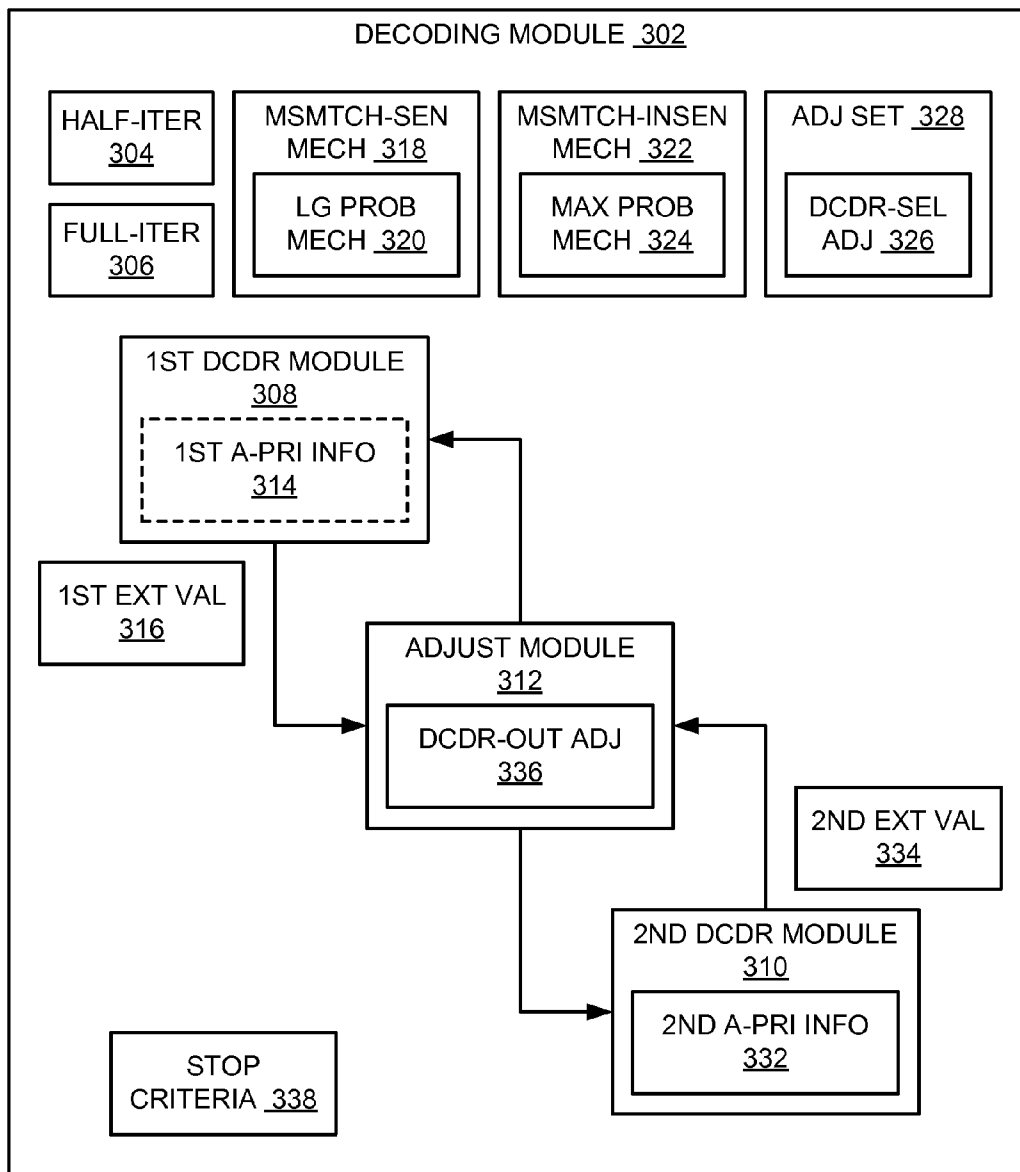 DECODING MODULE 302
HALF-ITER
304
FULL-ITER
306
MSMTCH-SEN
MECH 318
LG PROB
MECH 320
MSMTCH-INSEN
MECH 322
MAX PROB
MECH 324
ADJ SET 328
DCDR-SEL
ADJ 326
1ST DCDR MODULE
308
1ST A-PRI INFO
314
1ST EXT VAL
316
ADJUST MODULE
312
DCDR-OUT ADJ
336
2ND EXT VAL
334
2ND DCDR MODULE
310
2ND A-PRI INFO
332
STOP
CRITERIA 338